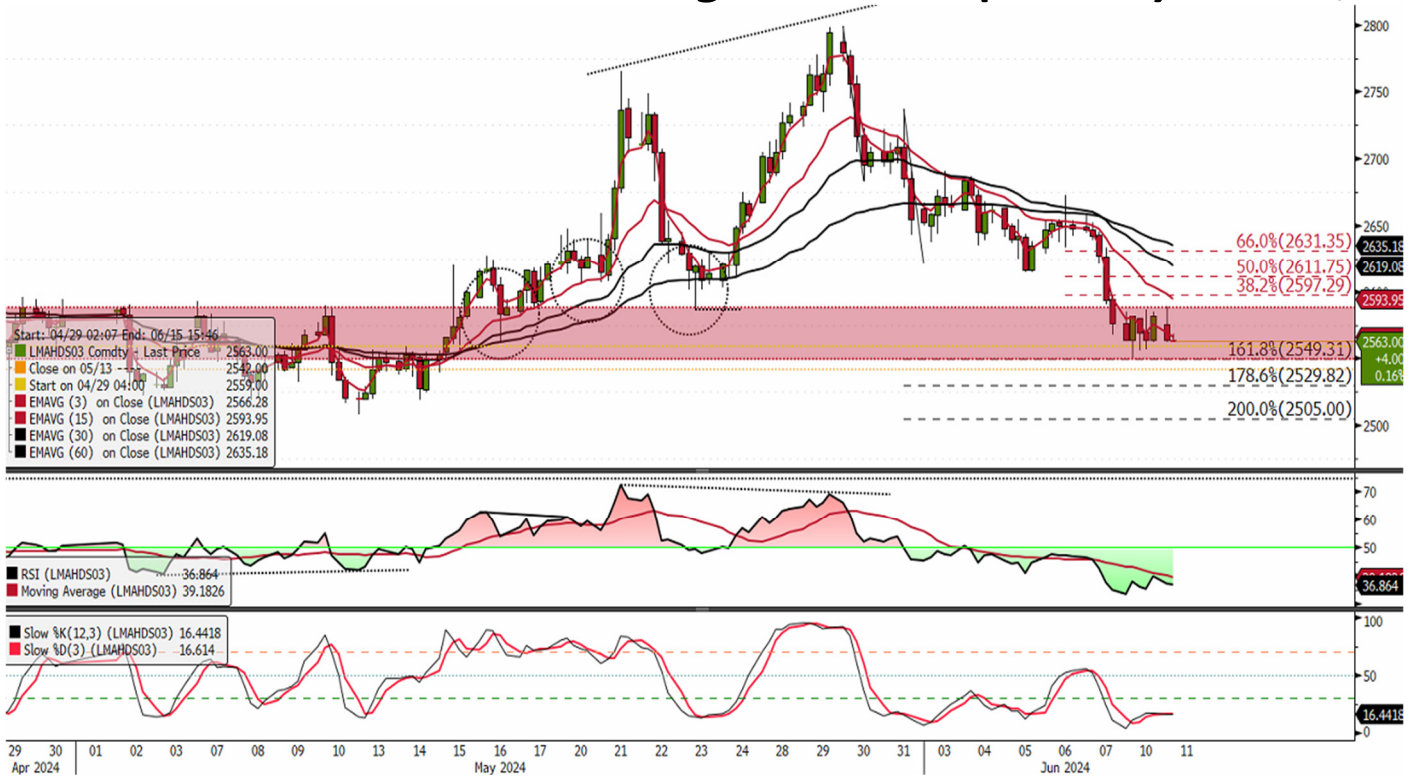 2800
2750
2700
2650
66.0%(2631.35)
2635.18
50.0%(2611.75)
2619.08
38.2%(2597.29)
2593.95
Start: 04/29 02:07 End: 06/15 15:46
LMAHDS03 Comdty - Last Price 2563.00
Close on 05/13 ---- 2542.00
Start on 04/29 04:00 2559.00
EMAVG (3) on Close (LMAHDS03) 2566.28
EMAVG (15) on Close (LMAHDS03) 2593.95
EMAVG (30) on Close (LMAHDS03) 2619.08
EMAVG (60) on Close (LMAHDS03) 2635.18
2563.00
+4.00
0.16%
161.8%(2549.31)
178.6%(2529.82)
200.0%(2505.00)
2500
70
60
50
RSI (LMAHDS03) 36.864
Moving Average (LMAHDS03) 39.1826
36.864
100
Slow %K(12,3) (LMAHDS03) 16.4418
Slow %D(3) (LMAHDS03) 16.614
50
16.4418
0
29 30 01 02 03 07 08 09 10 13 14 15 16 17 20 21 22 23 24 28 29 30 31 03 04 05 06 07 10 11
Apr 2024 May 2024 Jun 2024